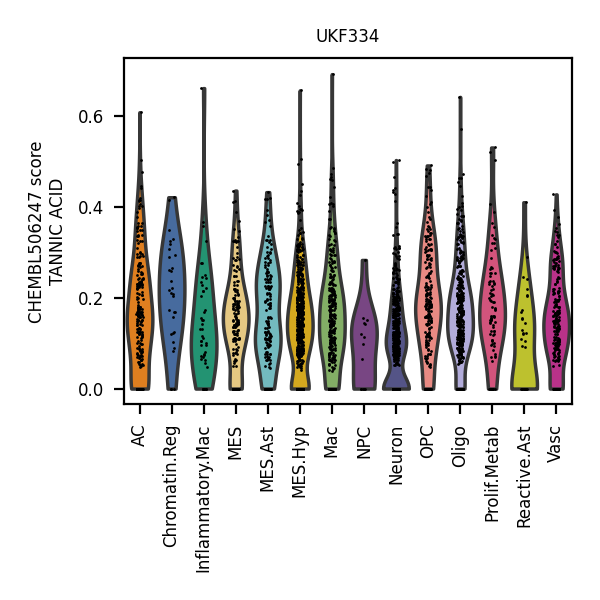 UKF334
CHEMBL506247 score
TANNIC ACID
0.6
0.4
0.2
0.0
AC
Chromatin.Reg
Inflammatory.Mac
MES
MES.Ast
MES.Hyp
Mac
NPC
Neuron
OPC
Oligo
Prolif.Metab
Reactive.Ast
Vasc